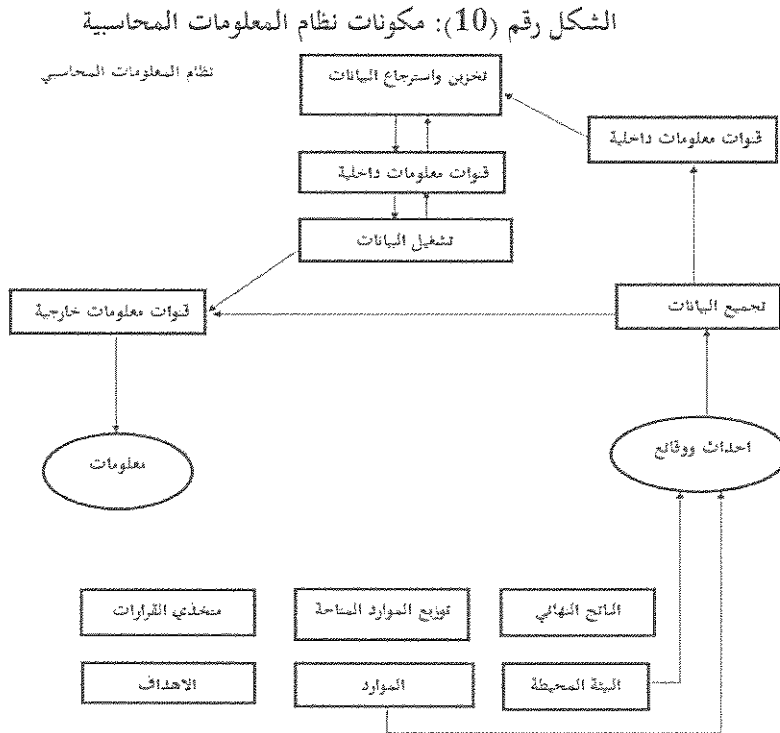 الشكل رقم (10): مكونات نظام المعلومات المحاسبية
نظام المعلومات المحاسبي
تخزين واسترجاع البيانات
قنوات معلومات داخلية
قنوات معلومات داخلية
تشغيل البيانات
تجميع البيانات
قنوات معلومات خارجية
احداث ووقائع
معلومات
الناتج النهائي
توزيع الموارد المتاحة
متخذي القرارات
البيئة المحيطة
الموارد
الاهداف